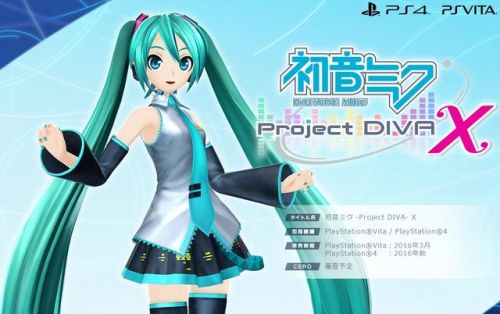 PS4 PSVITA
初音ミク
HATSUNE MIKU
Project DIVA X
タイトル名 初音ミク -Project DIVA- X
対応機種 PlayStation®Vita / PlayStation®4
発売時期 PlayStation®Vita : 2016年3月
PlayStation®4 : 2016年秋
CERO 審査予定